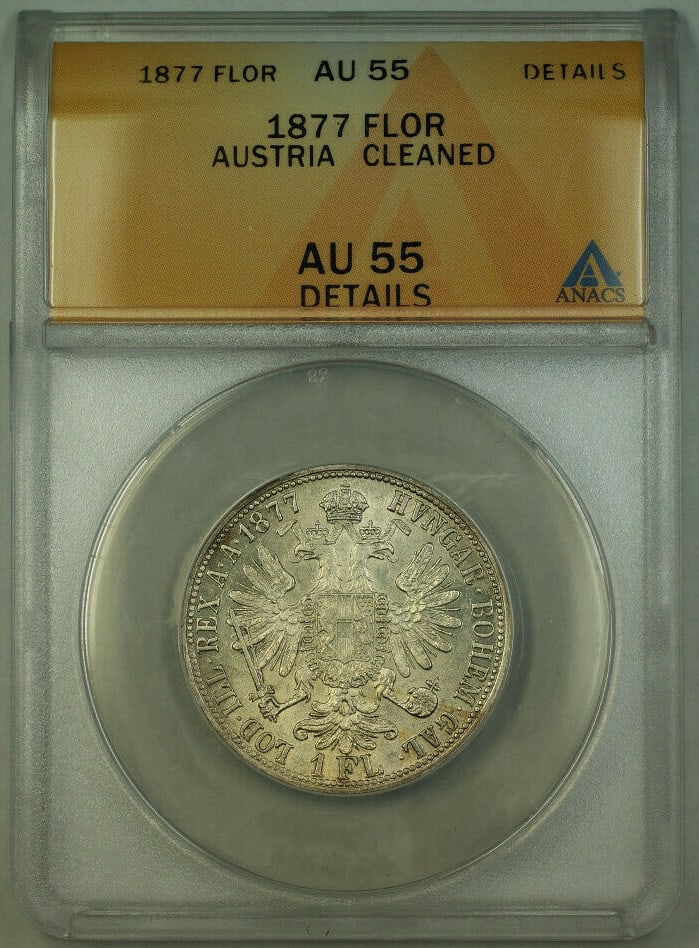 1877 FLOR AU 55 DETAILS
1877 FLOR
AUSTRIA CLEANED
AU 55
DETAILS
ANACS
HVNGAR · BOHEM · GAL ·
LOD · ILL · REX A · A · 1877
1 FL